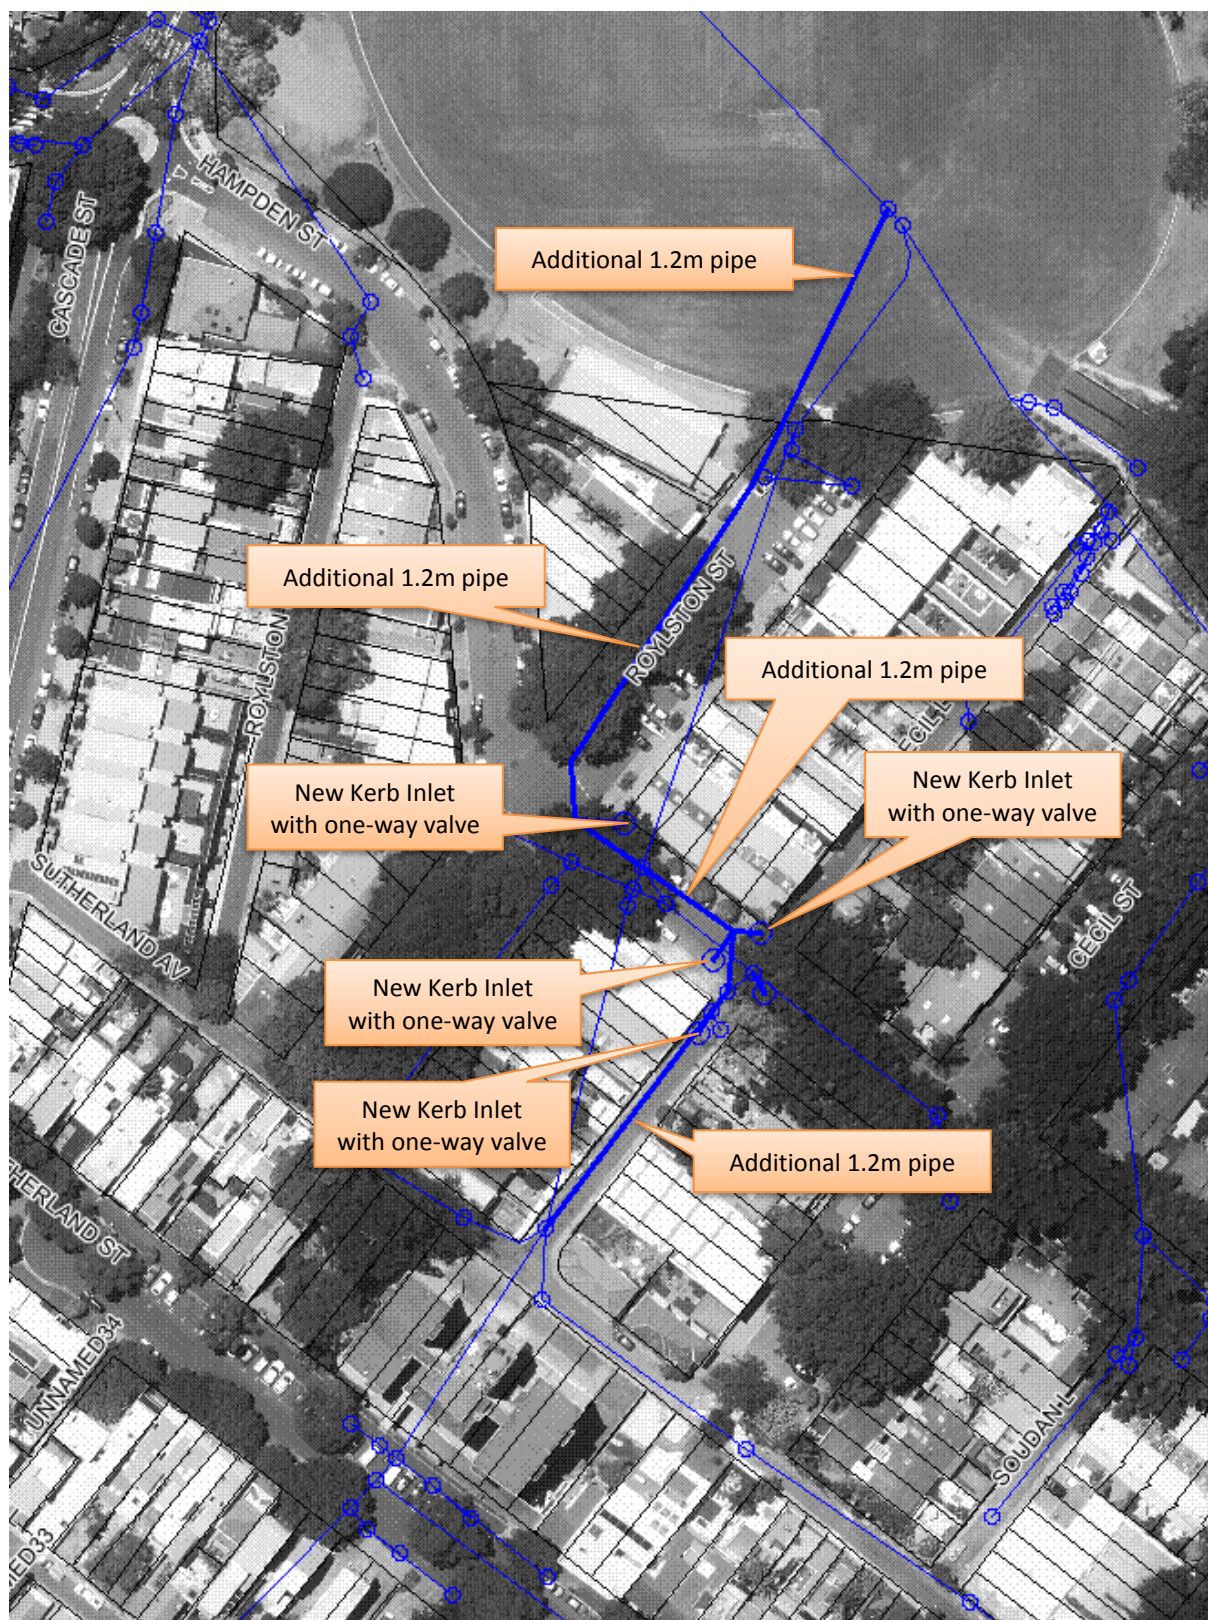 HAMPDEN ST
CASCADE ST
Additional 1.2m pipe
Additional 1.2m pipe
ROYLSTON ST
ROYLSTON
Additional 1.2m pipe
CECIL L
New Kerb Inlet
with one-way valve
New Kerb Inlet
with one-way valve
SUTHERLAND AV
CECIL ST
New Kerb Inlet
with one-way valve
New Kerb Inlet
with one-way valve
Additional 1.2m pipe
THERLAND ST
UNNAMED34
SOUDAN L
MED33